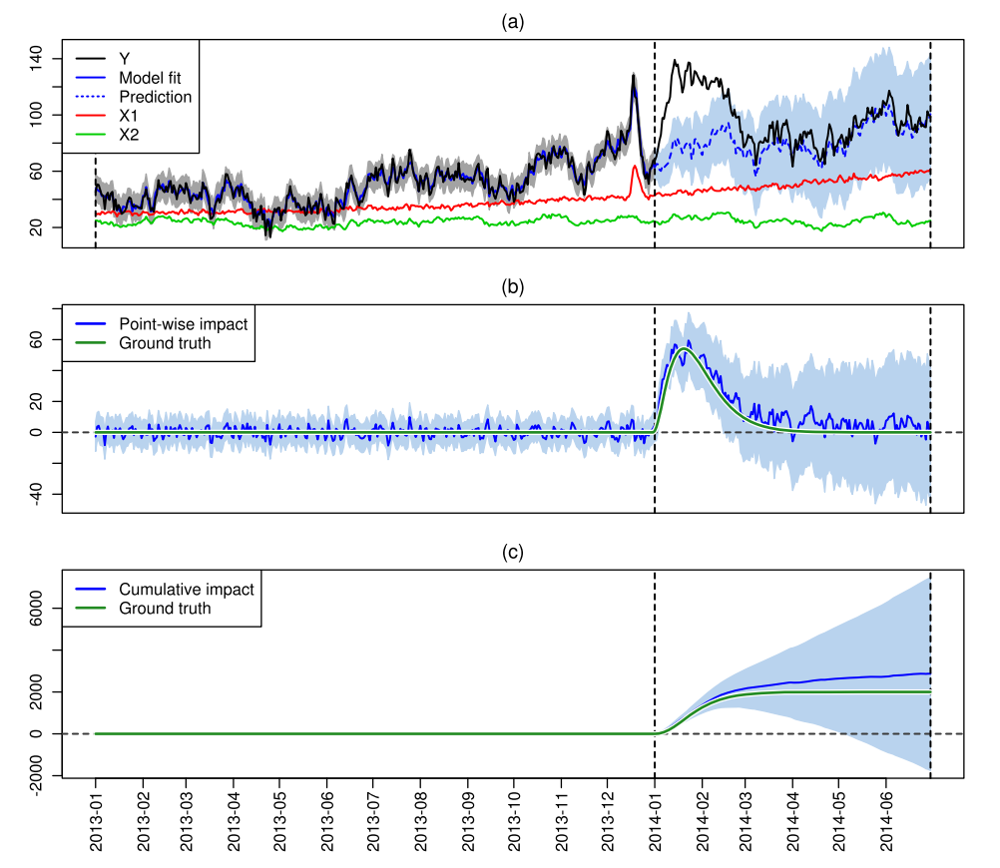 (a)
140
100
60
20
Y
Model fit
Prediction
X1
X2
(b)
60
20
0
-40
Point-wise impact
Ground truth
(c)
6000
2000
0
-2000
Cumulative impact
Ground truth
2013-01
2013-02
2013-03
2013-04
2013-05
2013-06
2013-07
2013-08
2013-09
2013-10
2013-11
2013-12
2014-01
2014-02
2014-03
2014-04
2014-05
2014-06